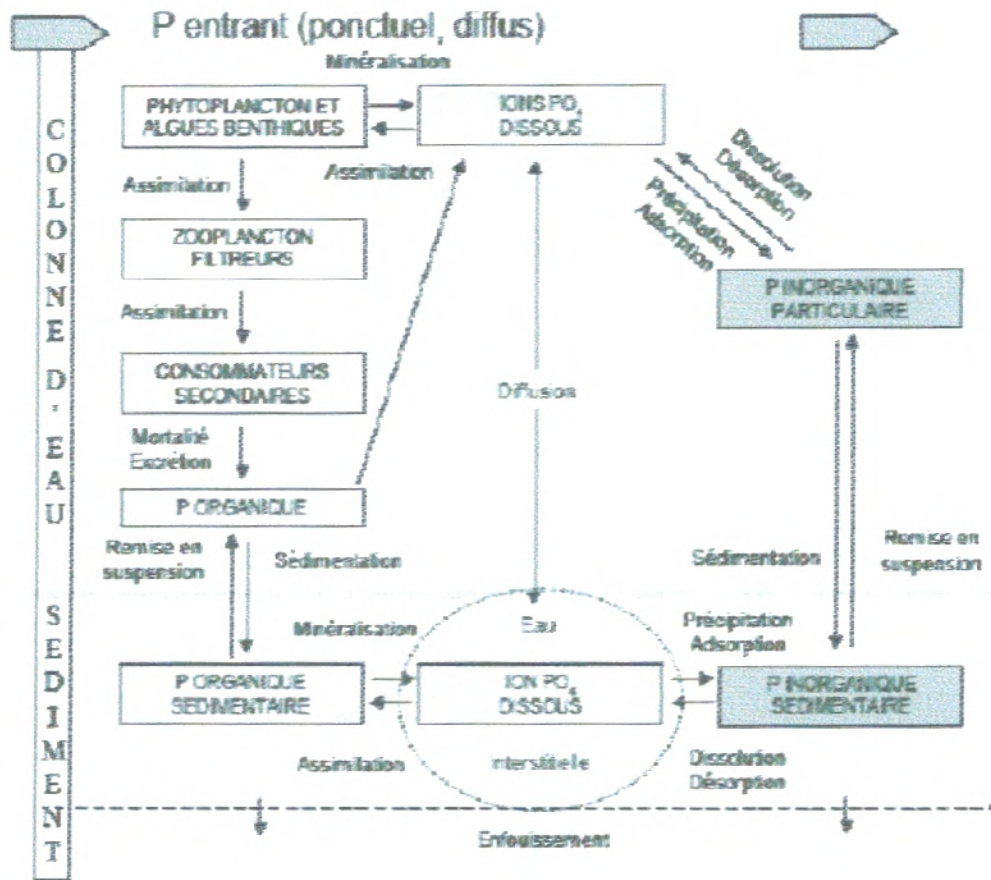 P entrant (ponctuel, diffus)
Minéralisation
PHYTOPLANCTON ET
ALGUES BENTHIQUES
IONS PO4
DISSOUS
Assimilation
Assimilation
Dissolution
Désorption
Précipitation
Adsorption
ZOOPLANCTON
FILTREURS
P INORGANIQUE
PARTICULAIRE
Assimilation
CONSOMMATEURS
SECONDAIRES
Diffusion
Mortalité
Excrétion
P ORGANIQUE
Remise en
suspension
Sédimentation
Sédimentation
Remise en
suspension
Minéralisation
Eau
Précipitation
Adsorption
P ORGANIQUE
SEDIMENTAIRE
ION PO4
DISSOUS
P INORGANIQUE
SEDIMENTAIRE
Assimilation
interstitielle
Dissolution
Désorption
Enfouissement
COLONNE D'EAU
SEDIMENT